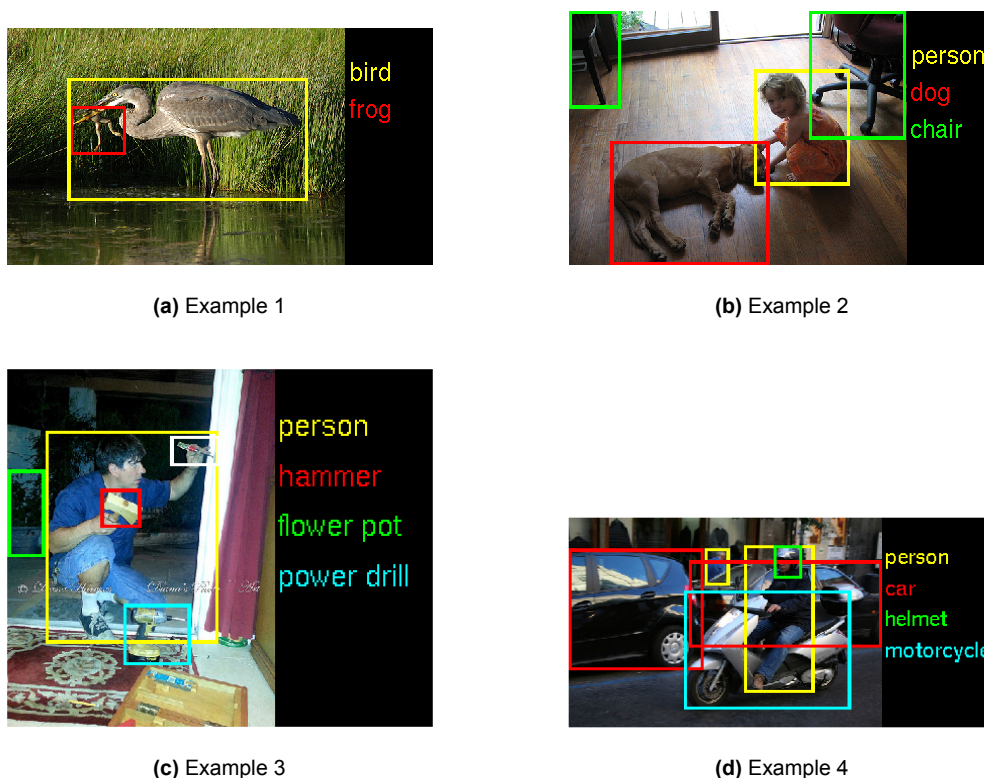 bird
frog
(a) Example 1
person
dog
chair
(b) Example 2
person
hammer
flower pot
power drill
(c) Example 3
person
car
helmet
motorcycle
(d) Example 4